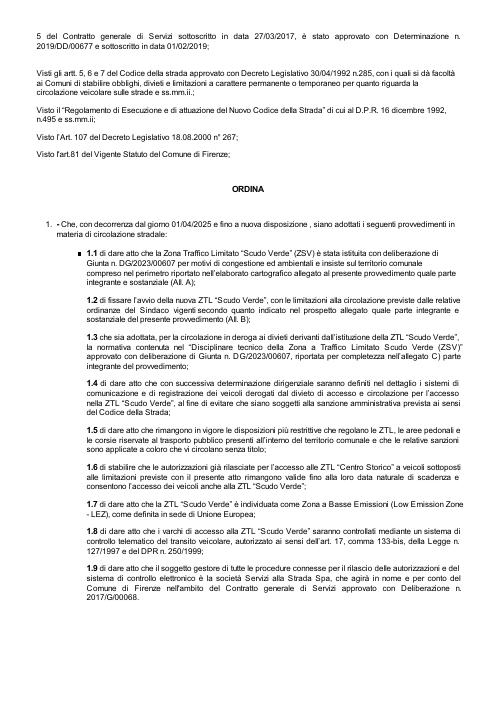 5 del Contratto generale di Servizi sottoscritto in data 27/03/2017, è stato approvato con Determinazione n.
2019/DD/00677 e sottoscritto in data 01/02/2019;
Visti gli artt. 5, 6 e 7 del Codice della strada approvato con Decreto Legislativo 30/04/1992 n.285, con i quali si dà facoltà
ai Comuni di stabilire obblighi, divieti e limitazioni a carattere permanente o temporaneo per quanto riguarda la
circolazione veicolare sulle strade e ss.mm.ii.;
Visto il “Regolamento di Esecuzione e di attuazione del Nuovo Codice della Strada” di cui al D.P.R. 16 dicembre 1992,
n.495 e ss.mm.ii;
Visto l’Art. 107 del Decreto Legislativo 18.08.2000 n° 267;
Visto l'art.81 del Vigente Statuto del Comune di Firenze;
ORDINA
1. - Che, con decorrenza dal giorno 01/04/2025 e fino a nuova disposizione , siano adottati i seguenti provvedimenti in
materia di circolazione stradale:
▪ 1.1 di dare atto che la Zona Traffico Limitato “Scudo Verde” (ZSV) è stata istituita con deliberazione di
Giunta n. DG/2023/00607 per motivi di congestione ed ambientali e insiste sul territorio comunale
compreso nel perimetro riportato nell’elaborato cartografico allegato al presente provvedimento quale parte
integrante e sostanziale (All. A);
1.2 di fissare l’avvio della nuova ZTL “Scudo Verde”, con le limitazioni alla circolazione previste dalle relative
ordinanze del Sindaco vigenti secondo quanto indicato nel prospetto allegato quale parte integrante e
sostanziale del presente provvedimento (All. B);
1.3 che sia adottata, per la circolazione in deroga ai divieti derivanti dall’istituzione della ZTL “Scudo Verde”,
la normativa contenuta nel “Disciplinare tecnico della Zona a Traffico Limitato Scudo Verde (ZSV)”
approvato con deliberazione di Giunta n. DG/2023/00607, riportata per completezza nell’allegato C) parte
integrante del provvedimento;
1.4 di dare atto che con successiva determinazione dirigenziale saranno definiti nel dettaglio i sistemi di
comunicazione e di registrazione dei veicoli derogati dal divieto di accesso e circolazione per l’accesso
nella ZTL “Scudo Verde”, al fine di evitare che siano soggetti alla sanzione amministrativa prevista ai sensi
del Codice della Strada;
1.5 di dare atto che rimangono in vigore le disposizioni più restrittive che regolano le ZTL, le aree pedonali e
le corsie riservate al trasporto pubblico presenti all’interno del territorio comunale e che le relative sanzioni
sono applicate a coloro che vi circolano senza titolo;
1.6 di stabilire che le autorizzazioni già rilasciate per l’accesso alle ZTL “Centro Storico” a veicoli sottoposti
alle limitazioni previste con il presente atto rimangono valide fino alla loro data naturale di scadenza e
consentono l’accesso dei veicoli anche alla ZTL “Scudo Verde”;
1.7 di dare atto che la ZTL “Scudo Verde” è individuata come Zona a Basse Emissioni (Low Emission Zone
- LEZ), come definita in sede di Unione Europea;
1.8 di dare atto che i varchi di accesso alla ZTL “Scudo Verde” saranno controllati mediante un sistema di
controllo telematico del transito veicolare, autorizzato ai sensi dell’art. 17, comma 133-bis, della Legge n.
127/1997 e del DPR n. 250/1999;
1.9 di dare atto che il soggetto gestore di tutte le procedure connesse per il rilascio delle autorizzazioni e del
sistema di controllo elettronico è la società Servizi alla Strada Spa, che agirà in nome e per conto del
Comune di Firenze nell'ambito del Contratto generale di Servizi approvato con Deliberazione n.
2017/G/00068.